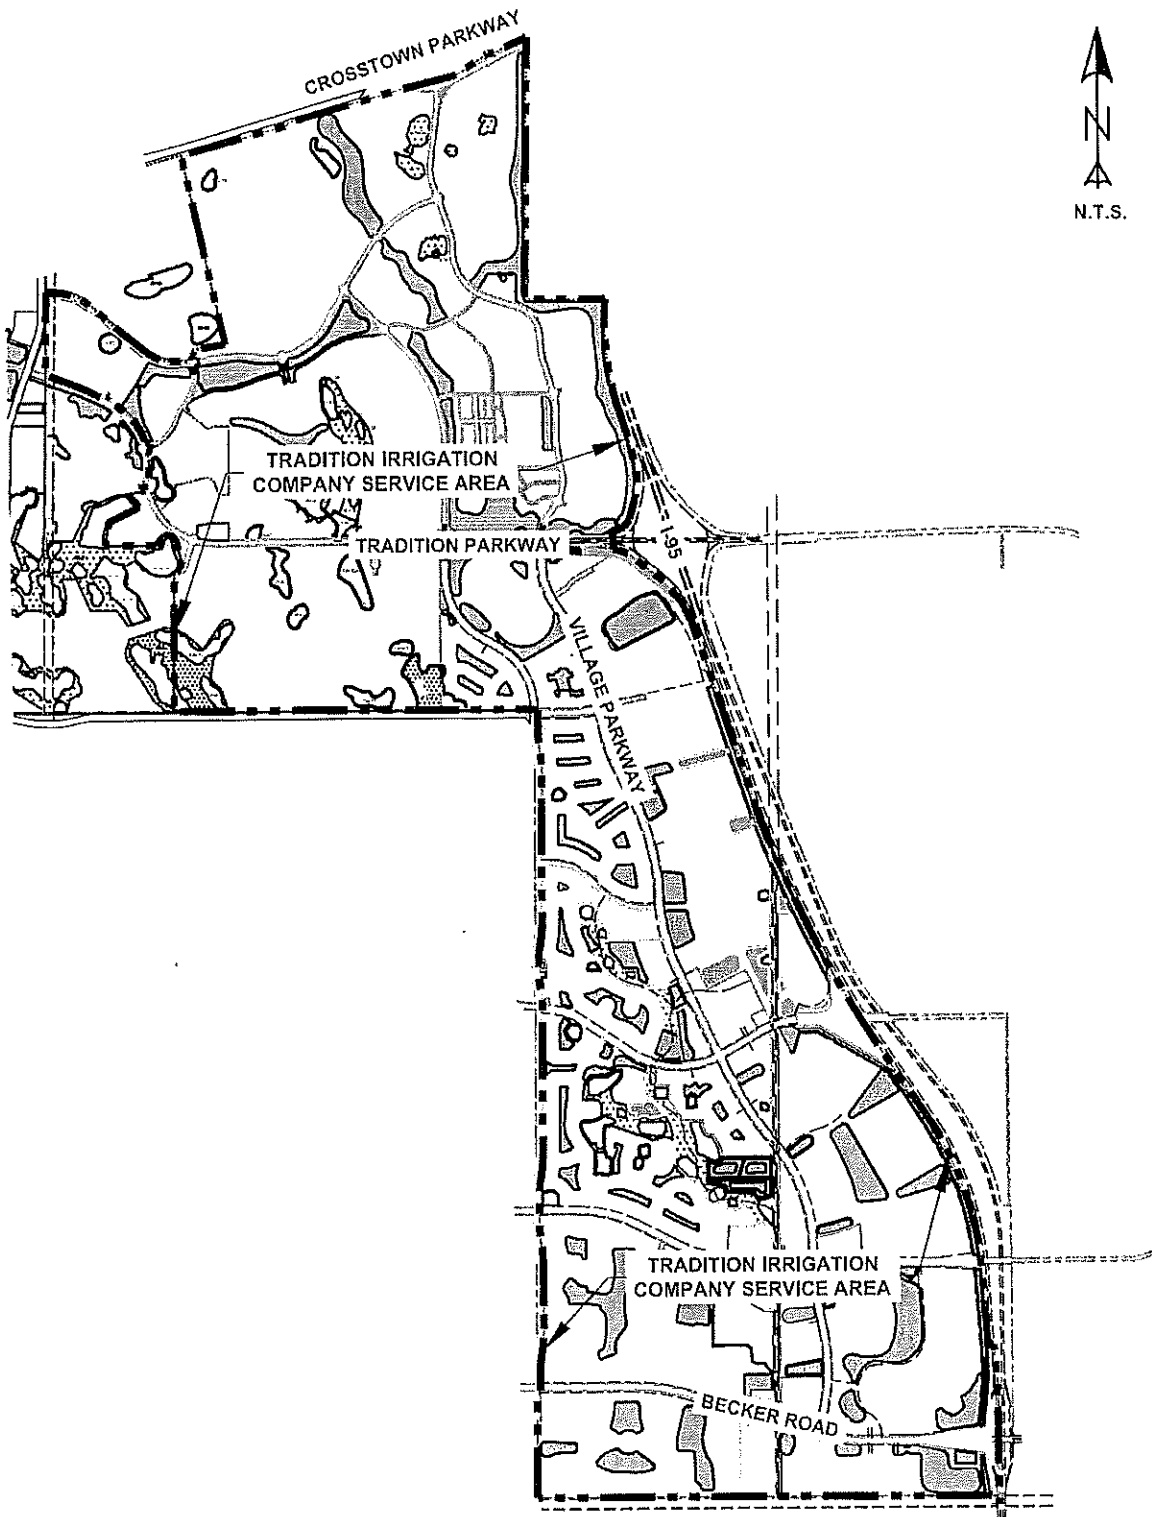 CROSSTOWN PARKWAY
N
N.T.S.
TRADITION IRRIGATION
COMPANY SERVICE AREA
TRADITION PARKWAY
I-95
VILLAGE PARKWAY
TRADITION IRRIGATION
COMPANY SERVICE AREA
BECKER ROAD